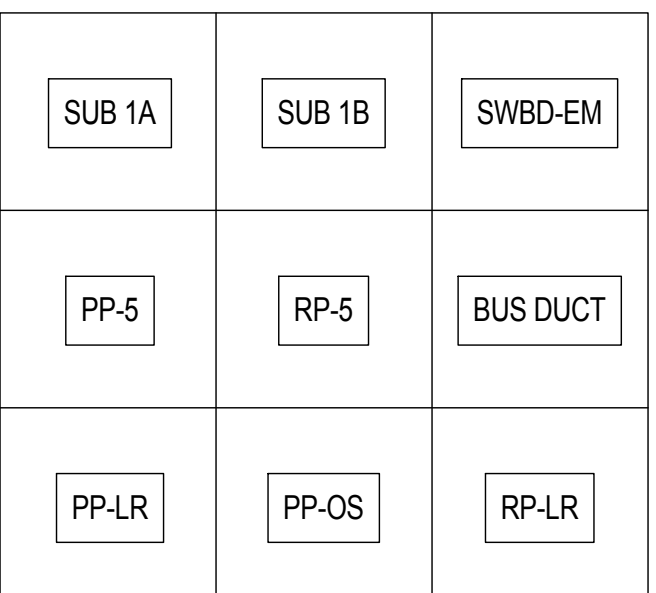 SUB 1A
SUB 1B
SWBD-EM
PP-5
RP-5
BUS DUCT
PP-LR
PP-OS
RP-LR